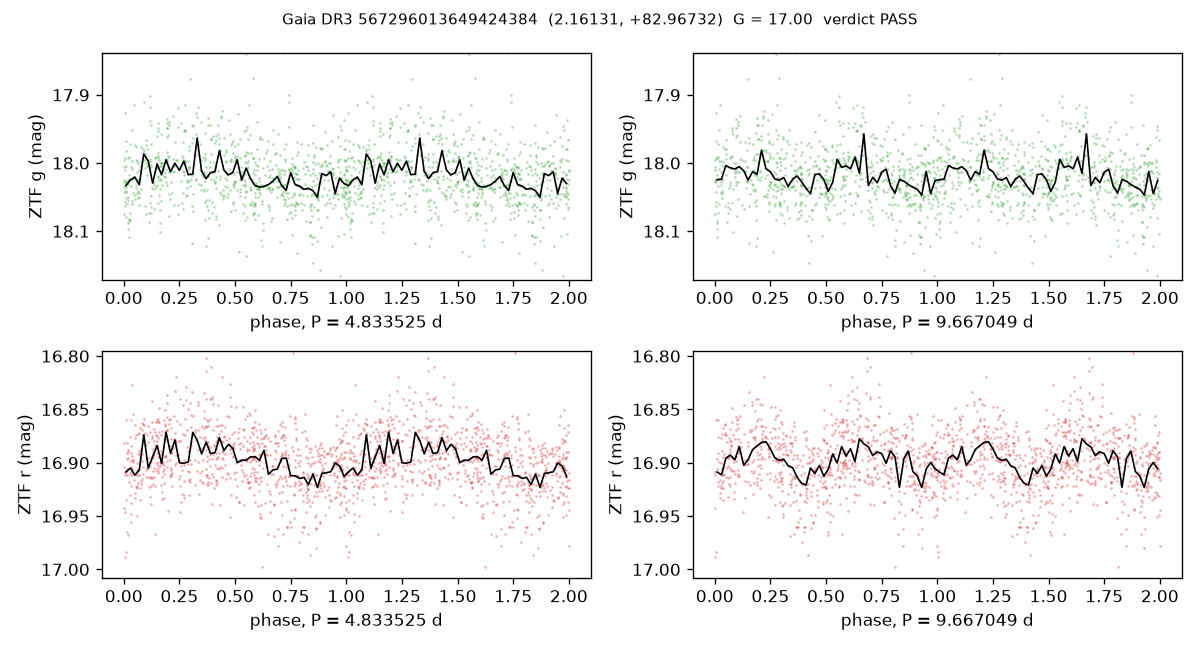 Gaia DR3 567296013649424384 (2.16131, +82.96732) G = 17.00 verdict PASS
ZTF g (mag)
17.9
18.0
18.1
0.00 0.25 0.50 0.75 1.00 1.25 1.50 1.75 2.00
phase, P = 4.833525 d
ZTF g (mag)
17.9
18.0
18.1
0.00 0.25 0.50 0.75 1.00 1.25 1.50 1.75 2.00
phase, P = 9.667049 d
ZTF r (mag)
16.80
16.85
16.90
16.95
17.00
0.00 0.25 0.50 0.75 1.00 1.25 1.50 1.75 2.00
phase, P = 4.833525 d
ZTF r (mag)
16.80
16.85
16.90
16.95
17.00
0.00 0.25 0.50 0.75 1.00 1.25 1.50 1.75 2.00
phase, P = 9.667049 d